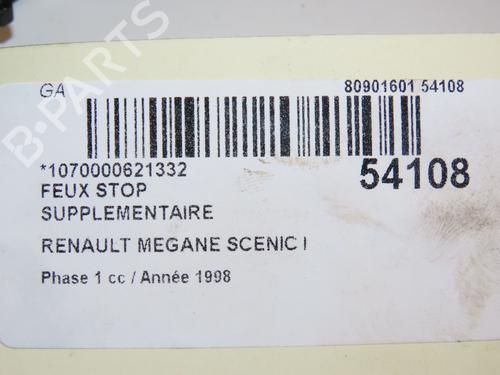 GA 80901601 54108
B-PARTS
*1070000621332 54108
FEUX STOP
SUPPLEMENTAIRE
RENAULT MEGANE SCENIC I
Phase 1 cc / Année 1998